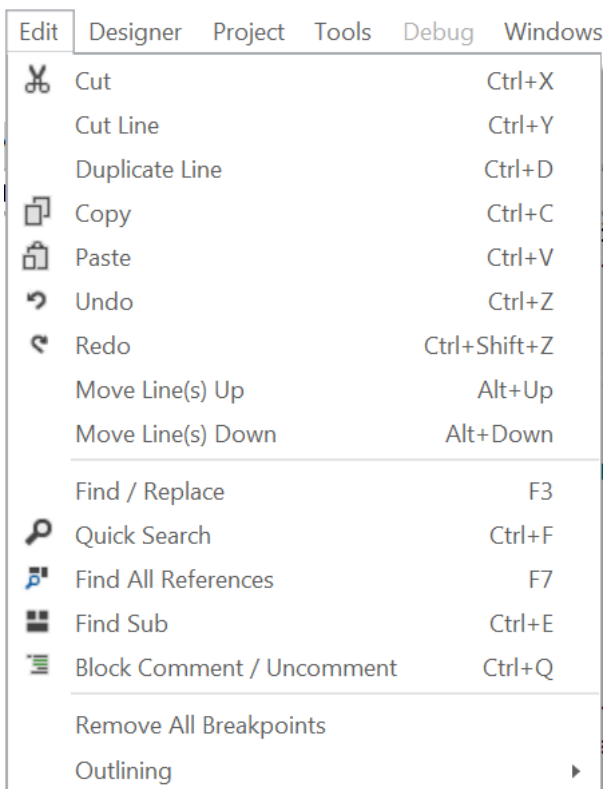 Edit Designer Project Tools Debug Windows
Cut Ctrl+X
Cut Line Ctrl+Y
Duplicate Line Ctrl+D
Copy Ctrl+C
Paste Ctrl+V
Undo Ctrl+Z
Redo Ctrl+Shift+Z
Move Line(s) Up Alt+Up
Move Line(s) Down Alt+Down
Find / Replace F3
Quick Search Ctrl+F
Find All References F7
Find Sub Ctrl+E
Block Comment / Uncomment Ctrl+Q
Remove All Breakpoints
Outlining